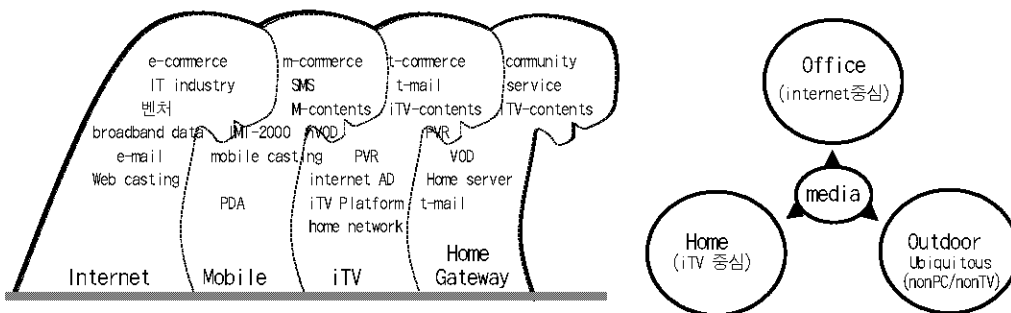 e-commerce m-commerce t-commerce community
IT industry SMS t-mail service
벤처 M-contents iTV-contents iTV-contents
broadband data IMT-2000 nVOD PVR
e-mail mobile casting PVR VOD
Web casting internet AD Home server
PDA iTV Platform t-mail
home network
Internet Mobile iTV Home Gateway
Office
(internet중심)
media
Home
(iTV 중심)
Outdoor
Ubiquitous
(nonPC/nonTV)